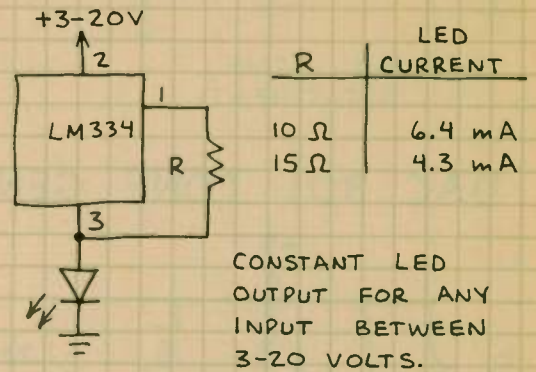 +3-20V
2
1
LM334
R
3
R LED CURRENT
10 Ω 6.4 mA
15 Ω 4.3 mA
CONSTANT LED
OUTPUT FOR ANY
INPUT BETWEEN
3-20 VOLTS.